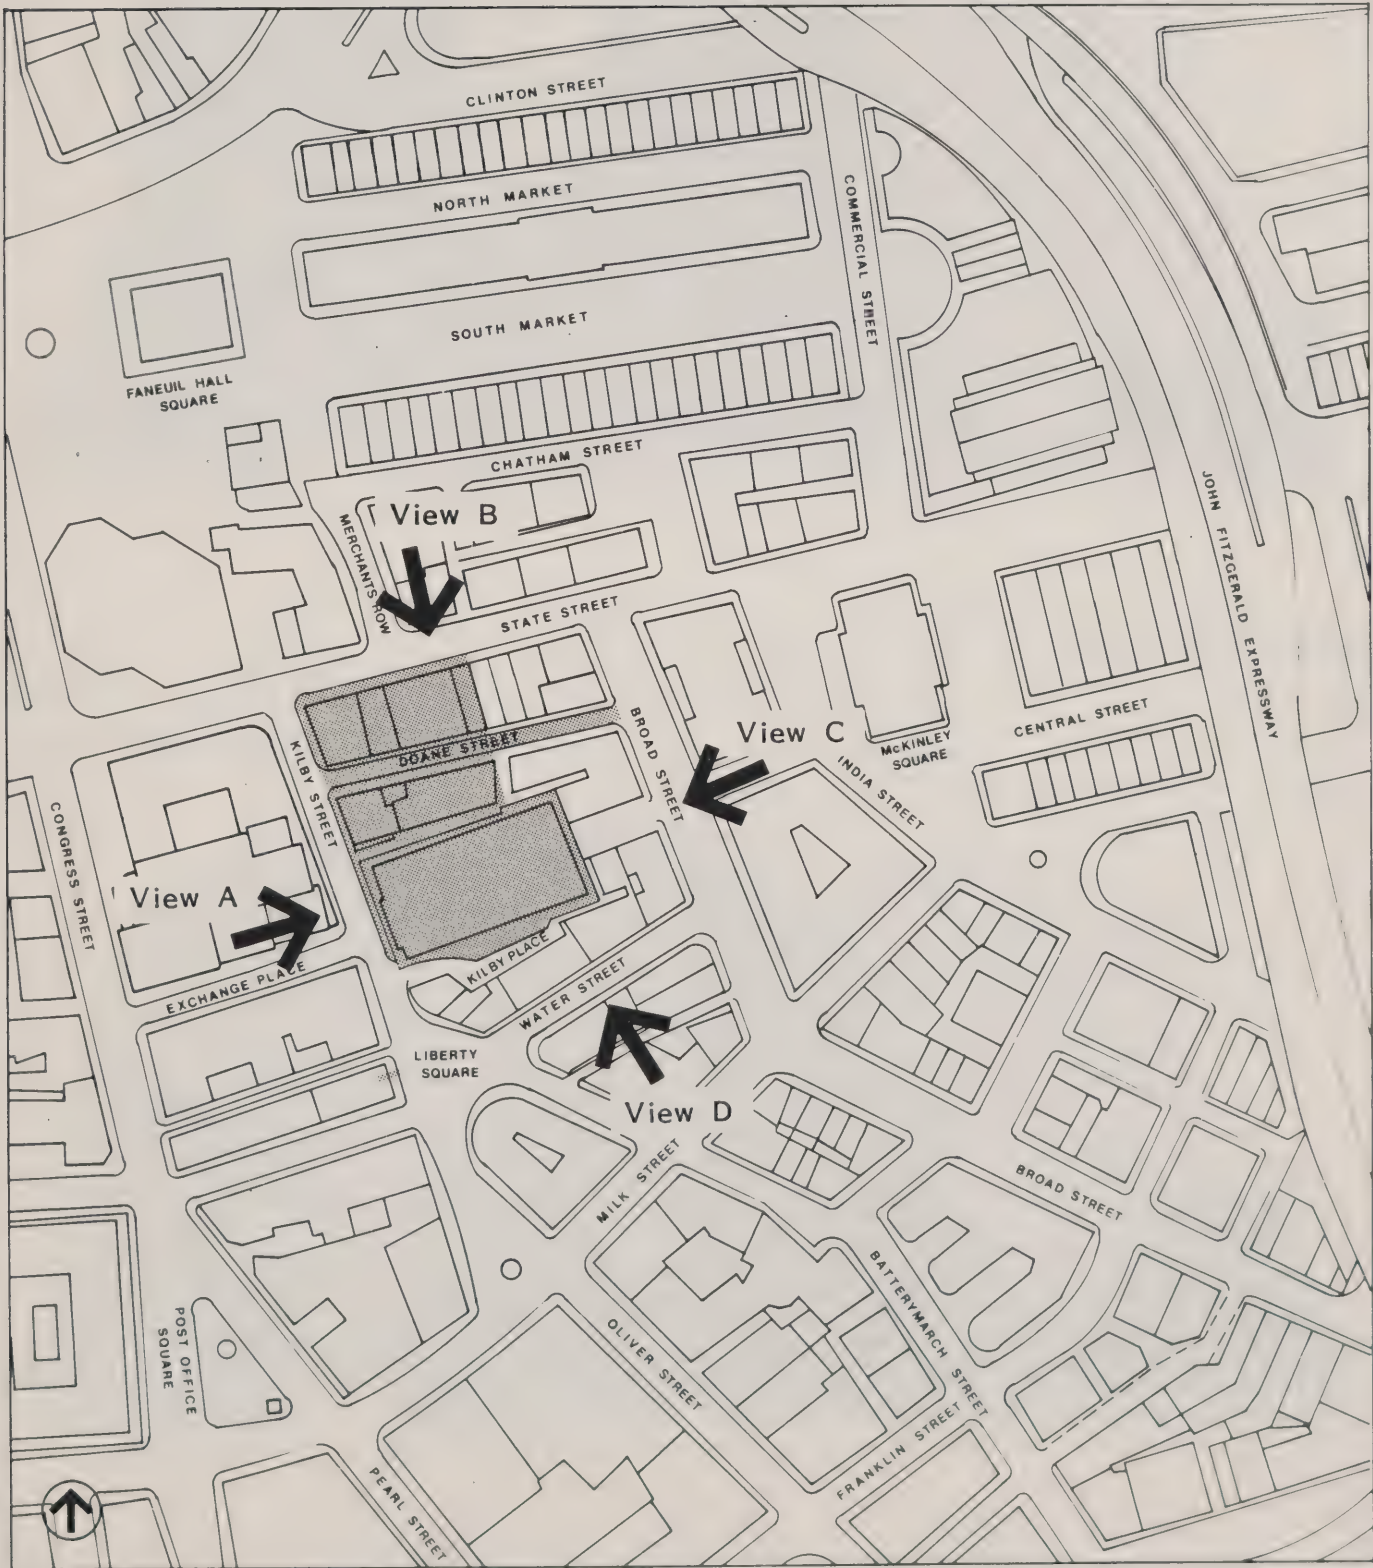 CLINTON STREET
NORTH MARKET
COMMERCIAL STREET
SOUTH MARKET
FANEUIL HALL
SQUARE
CHATHAM STREET
View B
MERCHANTS ROW
STATE STREET
JOHN FITZGERALD EXPRESSWAY
BROAD STREET
View C
CENTRAL STREET
McKINLEY
SQUARE
DOANE STREET
KILBY STREET
INDIA STREET
CONGRESS STREET
View A
KILBY PLACE
EXCHANGE PLACE
WATER STREET
LIBERTY
SQUARE
View D
MILK STREET
BROAD STREET
BATTERYMARCH STREET
POST OFFICE
SQUARE
OLIVER STREET
FRANKLIN STREET
PEARL STREET